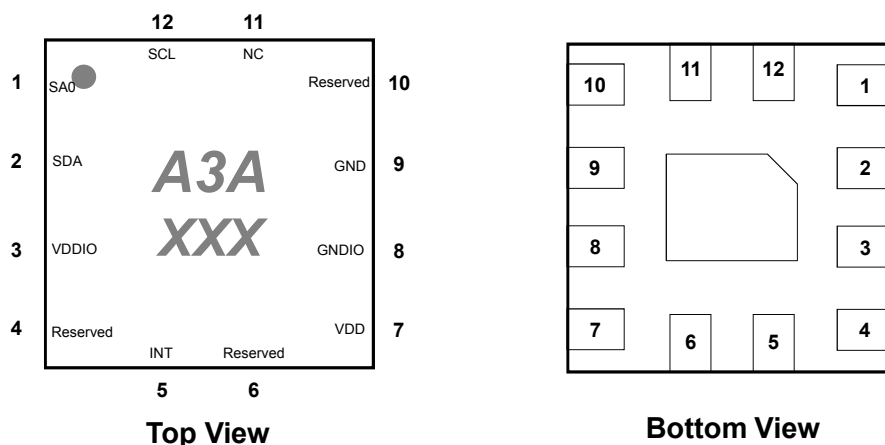 12 11
SCL NC
1 SA0 Reserved 10
2 SDA A3A GND 9
XXX
3 VDDIO GNDIO 8
4 Reserved VDD 7
INT Reserved
5 6
Top View
11 12
10 1
9 2
8 3
7 4
6 5
Bottom View